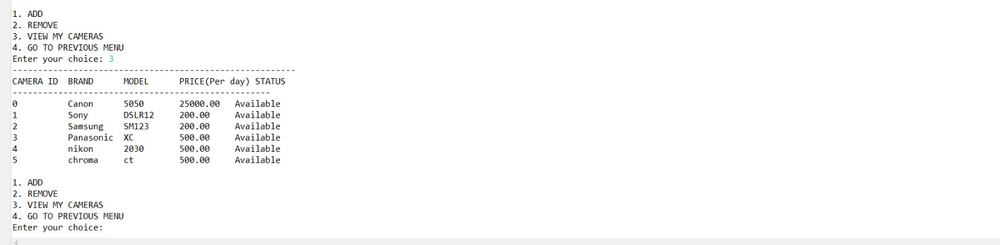 1. ADD
2. REMOVE
3. VIEW MY CAMERAS
4. GO TO PREVIOUS MENU
Enter your choice: 3
--------------------------------------------------------
CAMERA ID BRAND MODEL PRICE(Per day) STATUS
---------------------------------------------------
0 Canon 5050 25000.00 Available
1 Sony DSLR12 200.00 Available
2 Samsung SM123 200.00 Available
3 Panasonic XC 500.00 Available
4 nikon 2030 500.00 Available
5 chroma ct 500.00 Available
1. ADD
2. REMOVE
3. VIEW MY CAMERAS
4. GO TO PREVIOUS MENU
Enter your choice: